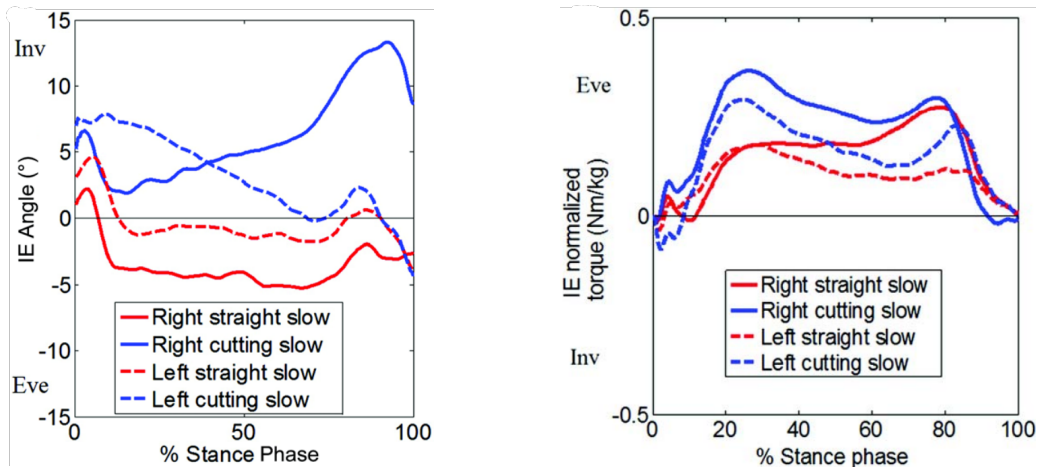 15
Inv
10
5
0
-5
-10
Eve
-15
IE Angle (°)
Right straight slow
Right cutting slow
Left straight slow
Left cutting slow
0
50
100
% Stance Phase
0.5
Eve
0
Inv
-0.5
IE normalized
torque (Nm/kg)
Right straight slow
Right cutting slow
Left straight slow
Left cutting slow
0
20
40
60
80
100
% Stance phase